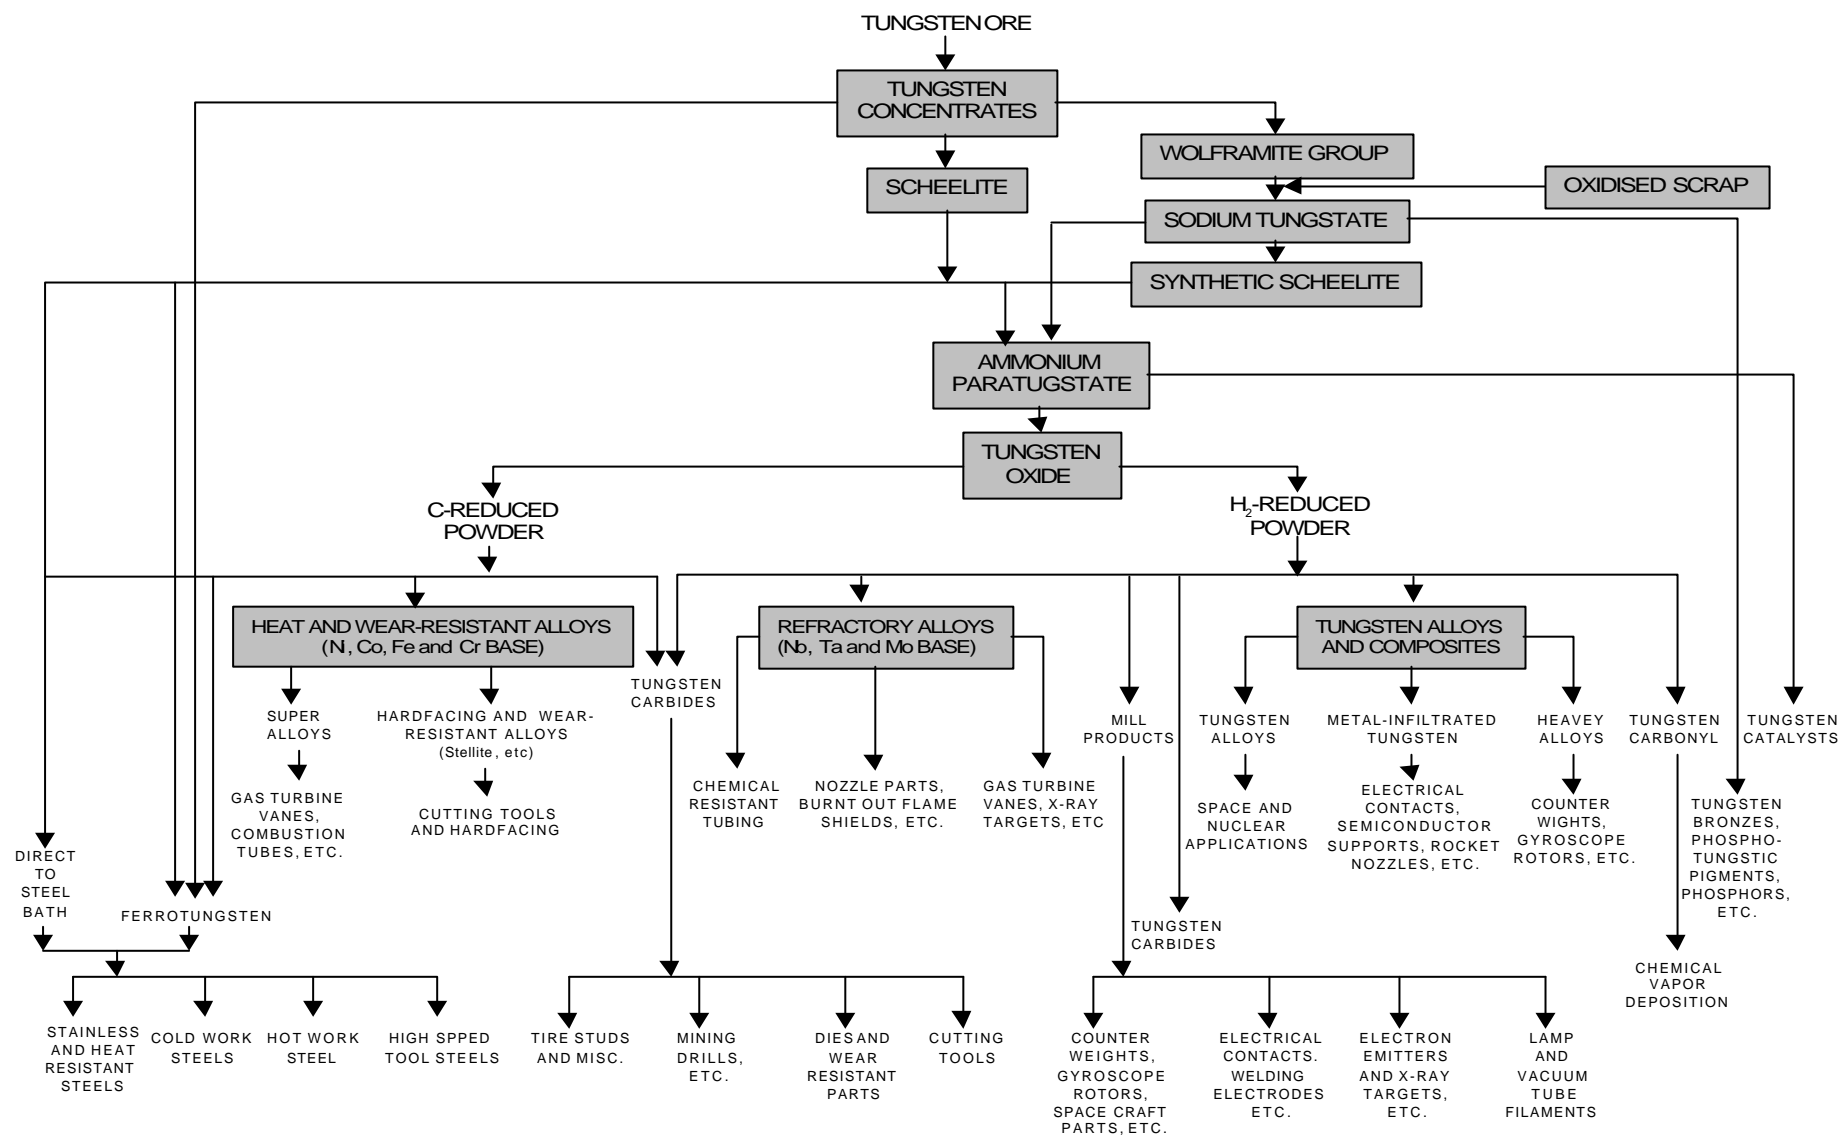 TUNGSTEN ORE
TUNGSTEN
CONCENTRATES
WOLFRAMITE GROUP
SCHEELITE
OXIDISED SCRAP
SODIUM TUNGSTATE
SYNTHETIC SCHEELITE
AMMONIUM
PARATUGSTATE
TUNGSTEN
OXIDE
C-REDUCED
POWDER
H₂-REDUCED
POWDER
HEAT AND WEAR-RESISTANT ALLOYS
(Ni, Co, Fe and Cr BASE)
REFRACTORY ALLOYS
(Nb, Ta and Mo BASE)
TUNGSTEN ALLOYS
AND COMPOSITES
SUPER
ALLOYS
HARDFACING AND WEAR-
RESISTANT ALLOYS
(Stellite, etc)
TUNGSTEN
CARBIDES
MILL
PRODUCTS
TUNGSTEN
ALLOYS
METAL-INFILTRATED
TUNGSTEN
HEAVEY
ALLOYS
TUNGSTEN
CARBONYL
TUNGSTEN
CATALYSTS
GAS TURBINE
VANES,
COMBUSTION
TUBES, ETC.
CUTTING TOOLS
AND HARDFACING
CHEMICAL
RESISTANT
TUBING
NOZZLE PARTS,
BURNT OUT FLAME
SHIELDS, ETC.
GAS TURBINE
VANES, X-RAY
TARGETS, ETC
SPACE AND
NUCLEAR
APPLICATIONS
ELECTRICAL
CONTACTS,
SEMICONDUCTOR
SUPPORTS, ROCKET
NOZZLES, ETC.
COUNTER
WIGHTS,
GYROSCOPE
ROTORS, ETC.
TUNGSTEN
BRONZES,
PHOSPHO-
TUNGSTIC
PIGMENTS,
PHOSPHORS,
ETC.
DIRECT
TO
STEEL
BATH
FERROTUNGSTEN
TUNGSTEN
CARBIDES
CHEMICAL
VAPOR
DEPOSITION
STAINLESS
AND HEAT
RESISTANT
STEELS
COLD WORK
STEELS
HOT WORK
STEEL
HIGH SPPED
TOOL STEELS
TIRE STUDS
AND MISC.
MINING
DRILLS,
ETC.
DIES AND
WEAR
RESISTANT
PARTS
CUTTING
TOOLS
COUNTER
WEIGHTS,
GYROSCOPE
ROTORS,
SPACE CRAFT
PARTS, ETC.
ELECTRICAL
CONTACTS.
WELDING
ELECTRODES
ETC.
ELECTRON
EMITTERS
AND X-RAY
TARGETS,
ETC.
LAMP
AND
VACUUM
TUBE
FILAMENTS